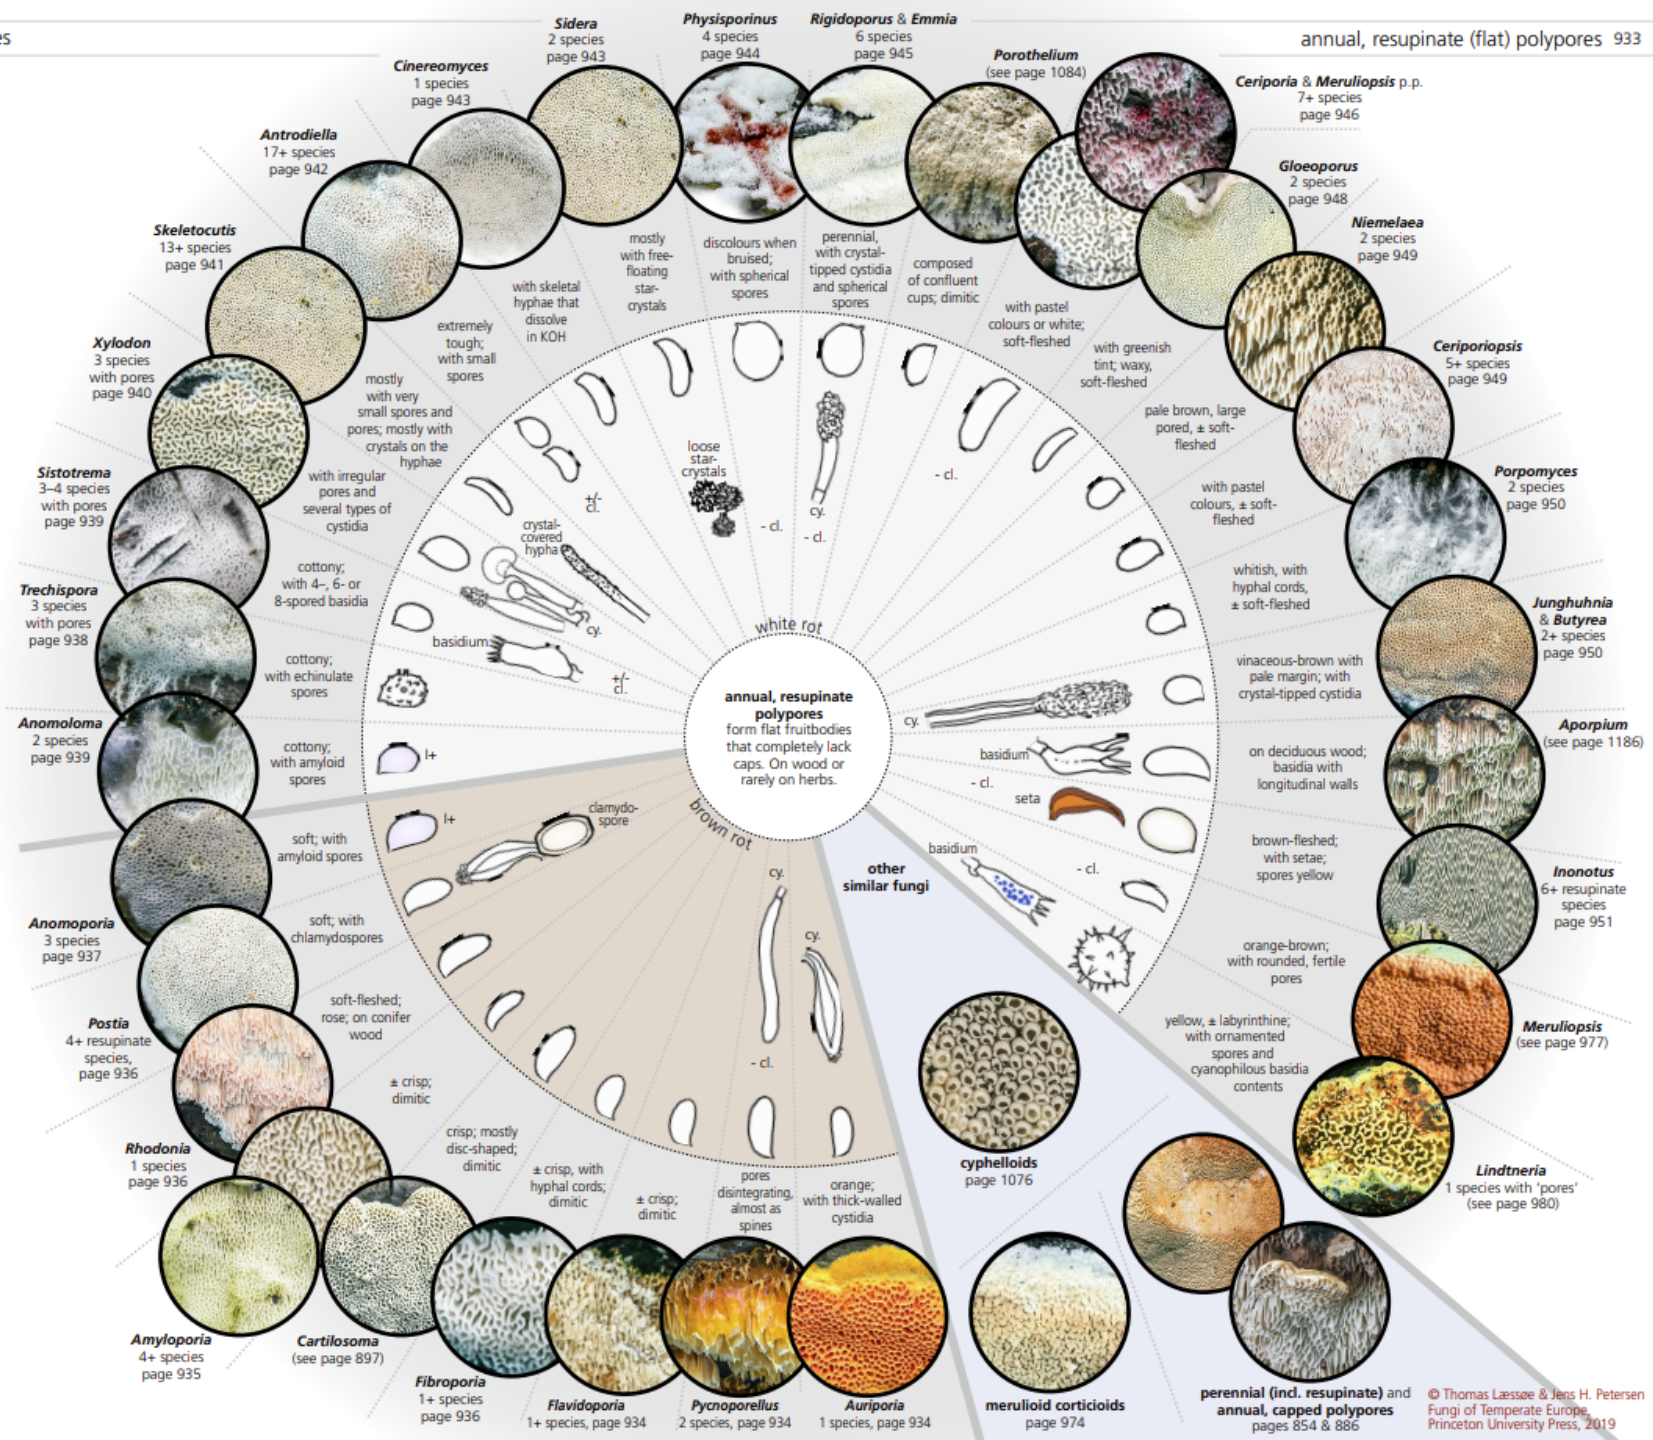 es
annual, resupinate (flat) polypores 933
Sidera
2 species
page 943
Physisporinus
4 species
page 944
Rigidoporus & Emmia
6 species
page 945
Porothelium
(see page 1084)
Ceriporia & Meruliopsis p.p.
7+ species
page 946
Gloeoporus
2 species
page 948
Niemelaea
2 species
page 949
Ceriporiopsis
5+ species
page 949
Porpomyces
2 species
page 950
Junghuhnia
& Butyrea
2+ species
page 950
Aporpium
(see page 1186)
Inonotus
6+ resupinate
species
page 951
Meruliopsis
(see page 977)
Lindtneria
1 species with ‘pores’
(see page 980)
Cinereomyces
1 species
page 943
Antrodiella
17+ species
page 942
Skeletocutis
13+ species
page 941
Xylodon
3 species
with pores
page 940
Sistotrema
3–4 species
with pores
page 939
Trechispora
3 species
with pores
page 938
Anomoloma
2 species
page 939
Anomoporia
3 species
page 937
Postia
4+ resupinate
species,
page 936
Rhodonia
1 species
page 936
Amyloporia
4+ species
page 935
Cartilosoma
(see page 897)
Fibroporia
1+ species
page 936
Flavidoporia
1+ species, page 934
Pycnoporellus
2 species, page 934
Auriporia
1 species, page 934
mostly
with free-
floating
star-
crystals
discolours when
bruised;
with spherical
spores
perennial,
with crystal-
tipped cystidia
and spherical
spores
composed
of confluent
cups; dimitic
with pastel
colours or white;
soft-fleshed
with greenish
tint; waxy,
soft-fleshed
pale brown, large
pored, ± soft-
fleshed
with pastel
colours, ± soft-
fleshed
whitish, with
hyphal cords,
± soft-fleshed
vinaceous-brown with
pale margin; with
crystal-tipped cystidia
on deciduous wood;
basidia with
longitudinal walls
brown-fleshed;
with setae;
spores yellow
orange-brown;
with rounded, fertile
pores
yellow, ± labyrinthine;
with ornamented
spores and
cyanophilous basidia
contents
with skeletal
hyphae that
dissolve
in KOH
extremely
tough;
with small
spores
mostly
with very
small spores and
pores; mostly with
crystals on the
hyphae
with irregular
pores and
several types of
cystidia
cottony;
with 4–, 6- or
8-spored basidia
cottony;
with echinulate
spores
cottony;
with amyloid
spores
soft; with
amyloid spores
soft; with
chlamydospores
soft-fleshed;
rose; on conifer
wood
± crisp;
dimitic
crisp; mostly
disc-shaped;
dimitic
± crisp, with
hyphal cords;
dimitic
± crisp;
dimitic
pores
disintegrating,
almost as
spines
orange;
with thick-walled
cystidia
loose
star-
crystals
- cl.
cy.
- cl.
- cl.
+/-
cl.
crystal-
covered
hypha
cy.
basidium
+/-
cl.
I+
white rot
annual, resupinate
polypores
form flat fruitbodies
that completely lack
caps. On wood or
rarely on herbs.
brown rot
cy.
basidium
- cl.
seta
basidium
- cl.
I+
clamydo-
spore
cy.
- cl.
cy.
other
similar fungi
cyphelloids
page 1076
merulioid corticioids
page 974
perennial (incl. resupinate) and
annual, capped polypores
pages 854 & 886
© Thomas Læssøe & Jens H. Petersen
Fungi of Temperate Europe,
Princeton University Press, 2019